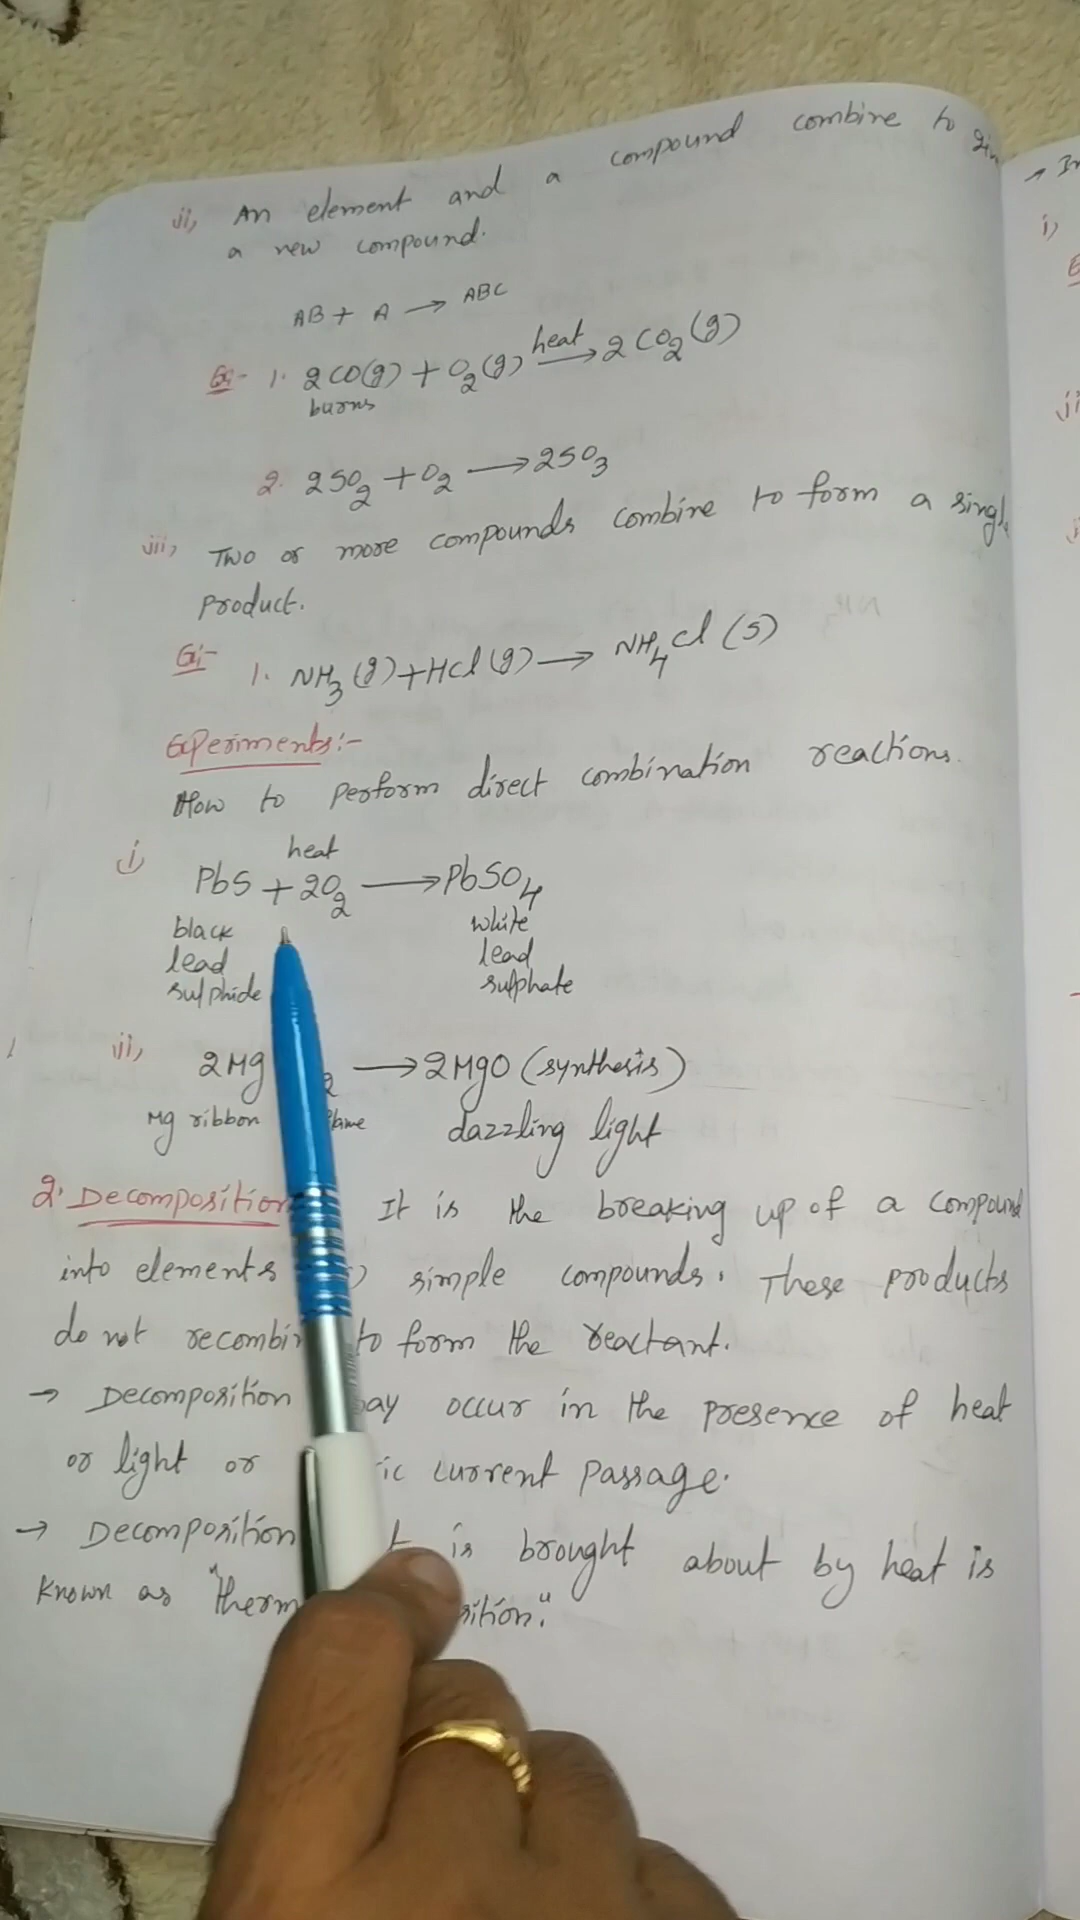 ii, An element and a compound combine to
a new compound.
AB + A → ABC
Ex:- 1. 2CO(g) + O2(g) heat → 2CO2(g)
burns
2. 2SO2 + O2 → 2SO3
iii, Two or more compounds combine to form a single
product.
Ex:- 1. NH3(g) + HCl(g) → NH4Cl(s)
Experiments:-
How to perform direct combination reactions.
heat
i PbS + 2O2 → PbSO4
black white
lead lead
sulphide sulphate
ii, 2Mg 2 → 2MgO (synthesis)
Mg ribbon dazzling light
2. Decomposition It is the breaking up of a compound
into elements simple compounds. These products
do not to form the reactant.
→ Decomposition occur in the presence of heat
or light or current passage.
→ Decomposition is brought about by heat is
known as "